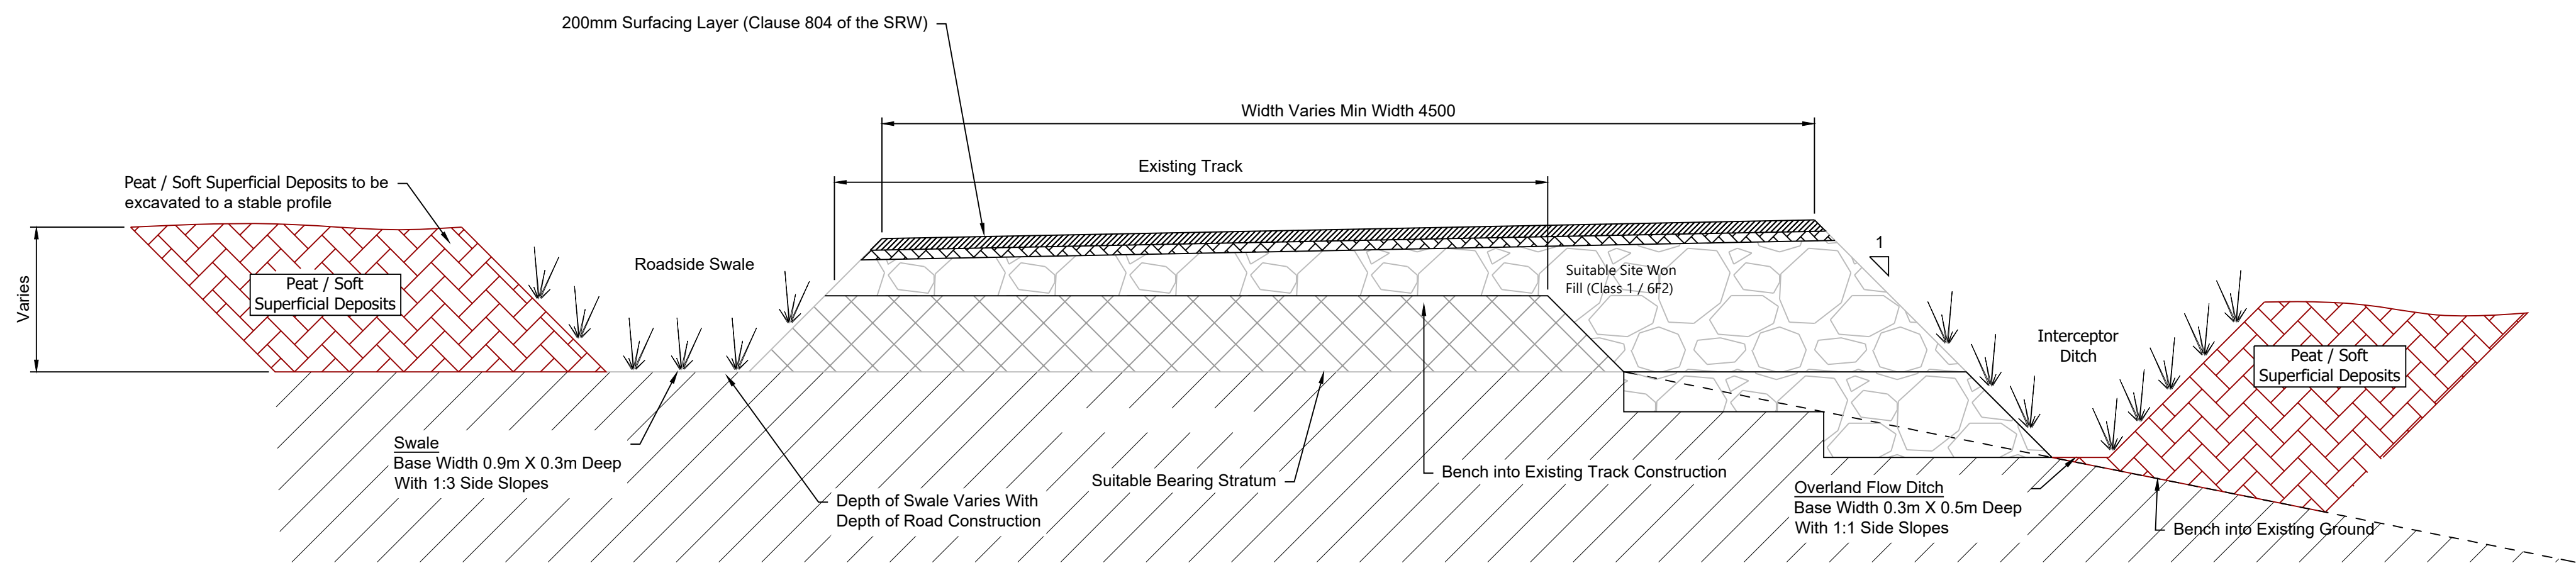 200mm Surfacing Layer (Clause 804 of the SRW)
Width Varies Min Width 4500
Existing Track
Peat / Soft Superficial Deposits to be
excavated to a stable profile
Varies
Peat / Soft
Superficial Deposits
Roadside Swale
Suitable Site Won
Fill (Class 1 / 6F2)
1
Interceptor
Ditch
Peat / Soft
Superficial Deposits
Swale
Base Width 0.9m X 0.3m Deep
With 1:3 Side Slopes
Depth of Swale Varies With
Depth of Road Construction
Suitable Bearing Stratum
Bench into Existing Track Construction
Overland Flow Ditch
Base Width 0.3m X 0.5m Deep
With 1:1 Side Slopes
Bench into Existing Ground